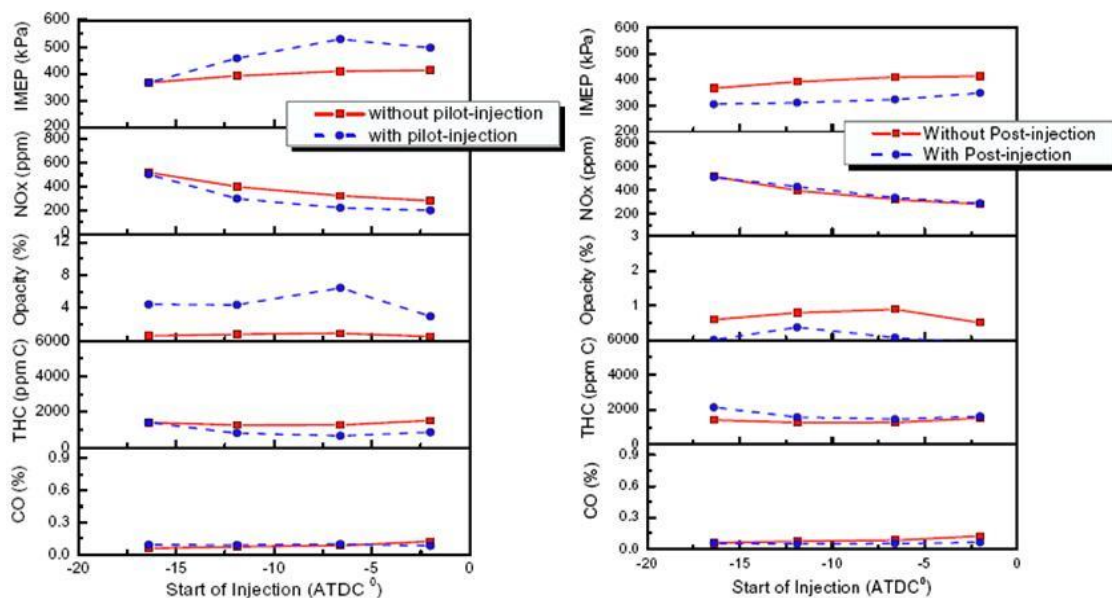 600
500
400
300
200
IMEP (kPa)
without pilot-injection
with pilot-injection
800
600
400
200
0
NOx (ppm)
12
8
4
Opacity (%)
6000
4000
2000
0
THC (ppm C)
0.9
0.6
0.3
0.0
CO (%)
-20 -15 -10 -5 0
Start of Injection (ATDC ⁰)
600
500
400
300
200
IMEP (kPa)
Without Post-injection
With Post-injection
800
600
400
200
NOx (ppm)
3
2
1
Opacity (%)
6000
4000
2000
0
THC (ppm C)
0.9
0.6
0.3
0.0
CO (%)
-20 -15 -10 -5 0
Start of Injection (ATDC⁰)